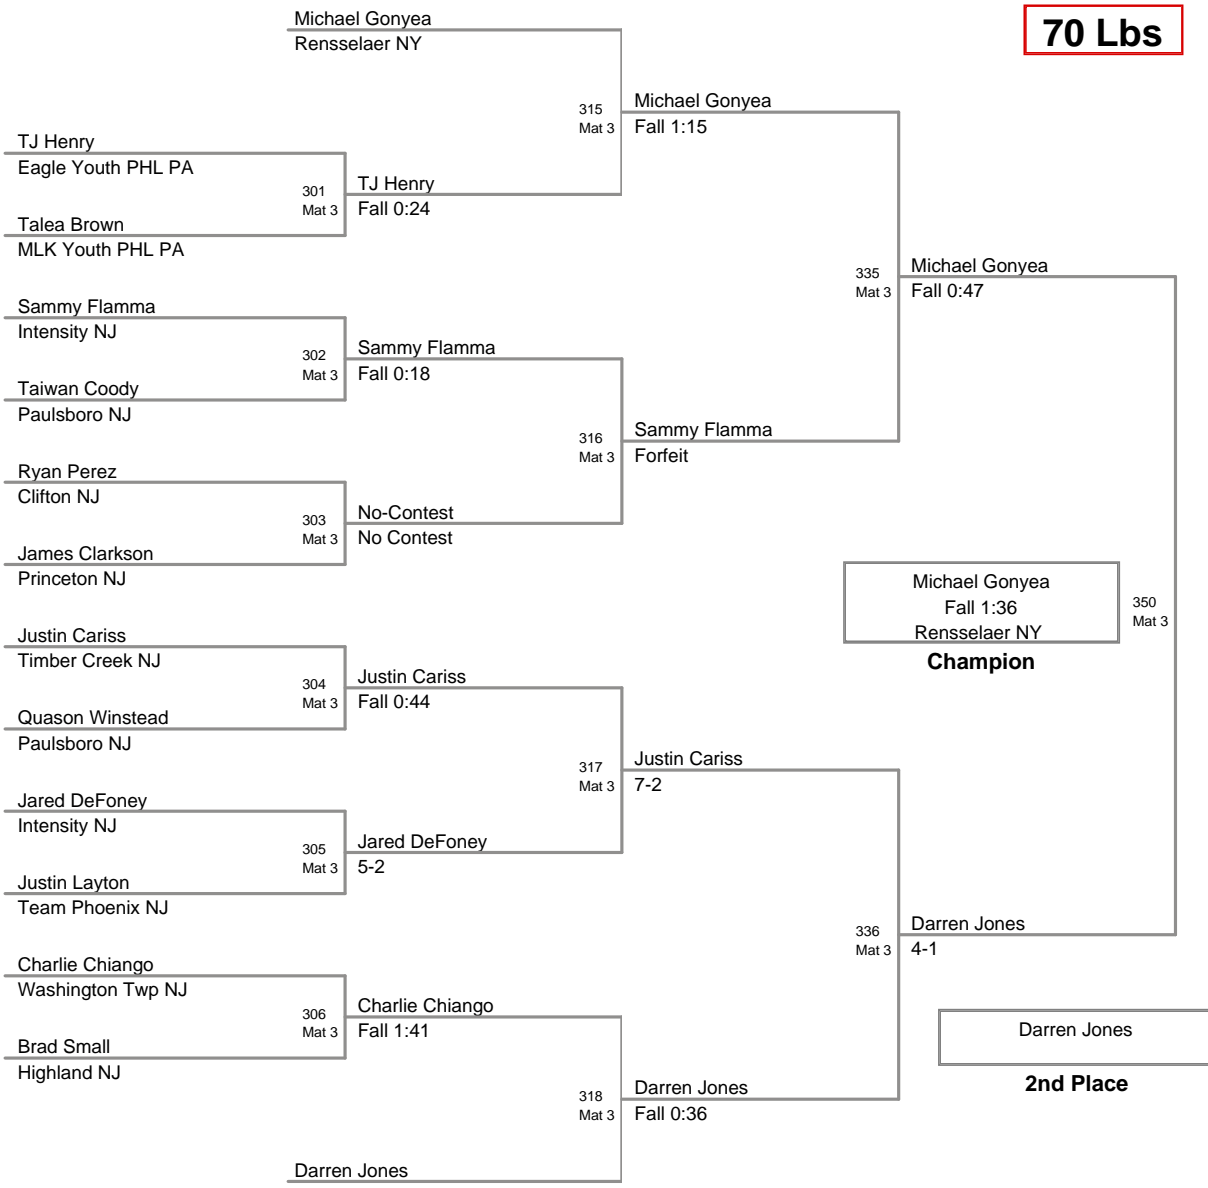 Michael Gonyea
Rensselaer NY
70 Lbs
315
Mat 3
Michael Gonyea
Fall 1:15
TJ Henry
Eagle Youth PHL PA
301
Mat 3
TJ Henry
Fall 0:24
Talea Brown
MLK Youth PHL PA
335
Mat 3
Michael Gonyea
Fall 0:47
Sammy Flamma
Intensity NJ
302
Mat 3
Sammy Flamma
Fall 0:18
Taiwan Coody
Paulsboro NJ
316
Mat 3
Sammy Flamma
Forfeit
Ryan Perez
Clifton NJ
303
Mat 3
No-Contest
No Contest
James Clarkson
Princeton NJ
Michael Gonyea
Fall 1:36
Rensselaer NY
Champion
350
Mat 3
Justin Cariss
Timber Creek NJ
304
Mat 3
Justin Cariss
Fall 0:44
Quason Winstead
Paulsboro NJ
317
Mat 3
Justin Cariss
7-2
Jared DeFoney
Intensity NJ
305
Mat 3
Jared DeFoney
5-2
Justin Layton
Team Phoenix NJ
336
Mat 3
Darren Jones
4-1
Charlie Chiango
Washington Twp NJ
306
Mat 3
Charlie Chiango
Fall 1:41
Brad Small
Highland NJ
Darren Jones
2nd Place
318
Mat 3
Darren Jones
Fall 0:36
Darren Jones